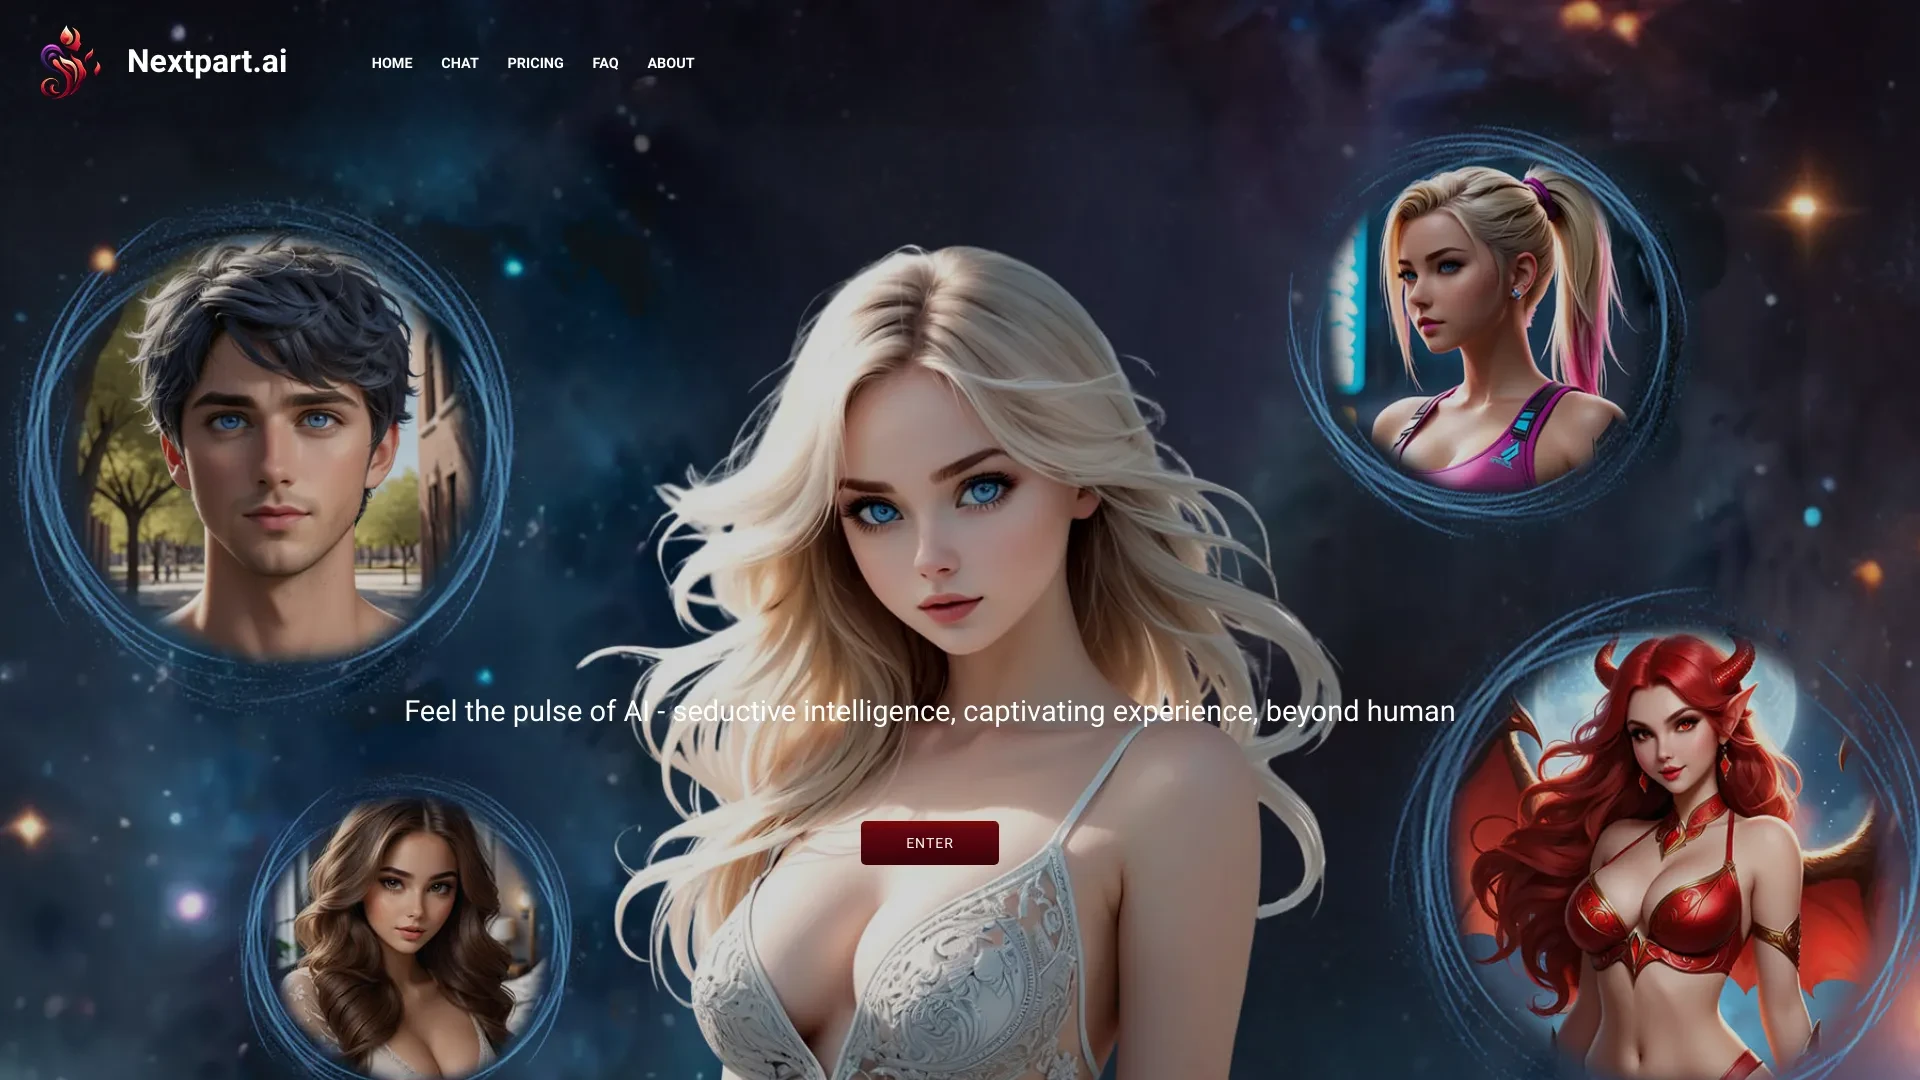 Nextpart.ai
HOME
CHAT
PRICING
FAQ
ABOUT
Feel the pulse of AI - seductive intelligence, captivating experience, beyond human
ENTER